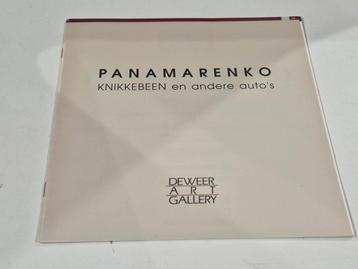 PANAMARENKO
KNIKKEBEEN en andere auto's
DEWEER
ART
GALLERY